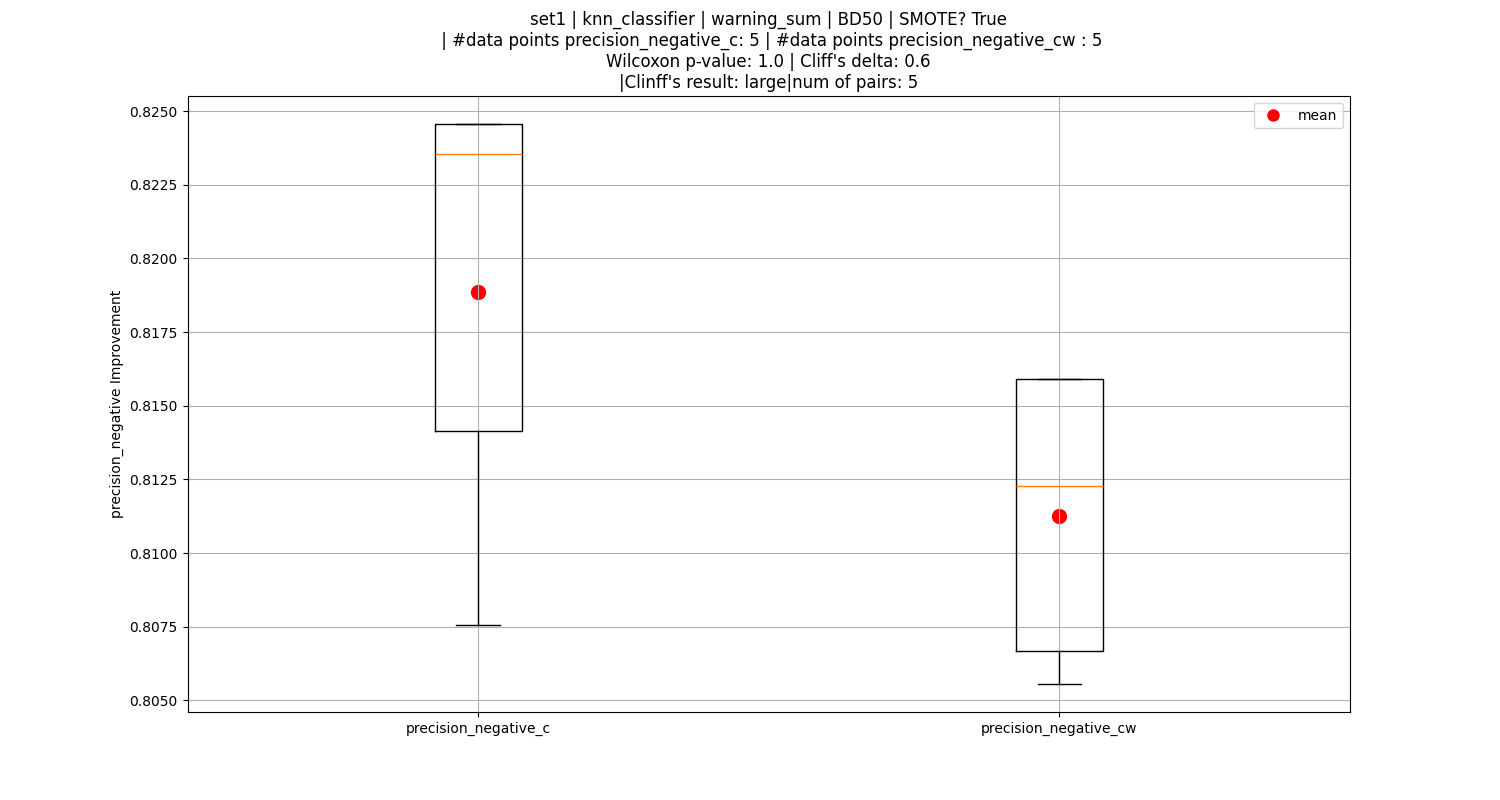 set1 | knn_classifier | warning_sum | BD50 | SMOTE? True
| #data points precision_negative_c: 5 | #data points precision_negative_cw : 5
Wilcoxon p-value: 1.0 | Cliff's delta: 0.6
|Clinff's result: large|num of pairs: 5
mean
0.8250
0.8225
0.8200
0.8175
0.8150
0.8125
0.8100
0.8075
0.8050
precision_negative Improvement
precision_negative_c
precision_negative_cw